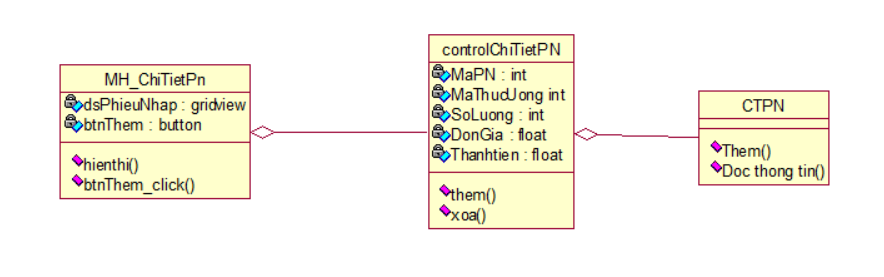 MH_ChiTietPn
dsPhieuNhap : gridview
btnThem : button
hienthi()
btnThem_click()
controlChiTietPN
MaPN : int
MaThucUong int
SoLuong : int
DonGia : float
Thanhtien : float
them()
xoa()
CTPN
Them()
Doc thong tin()